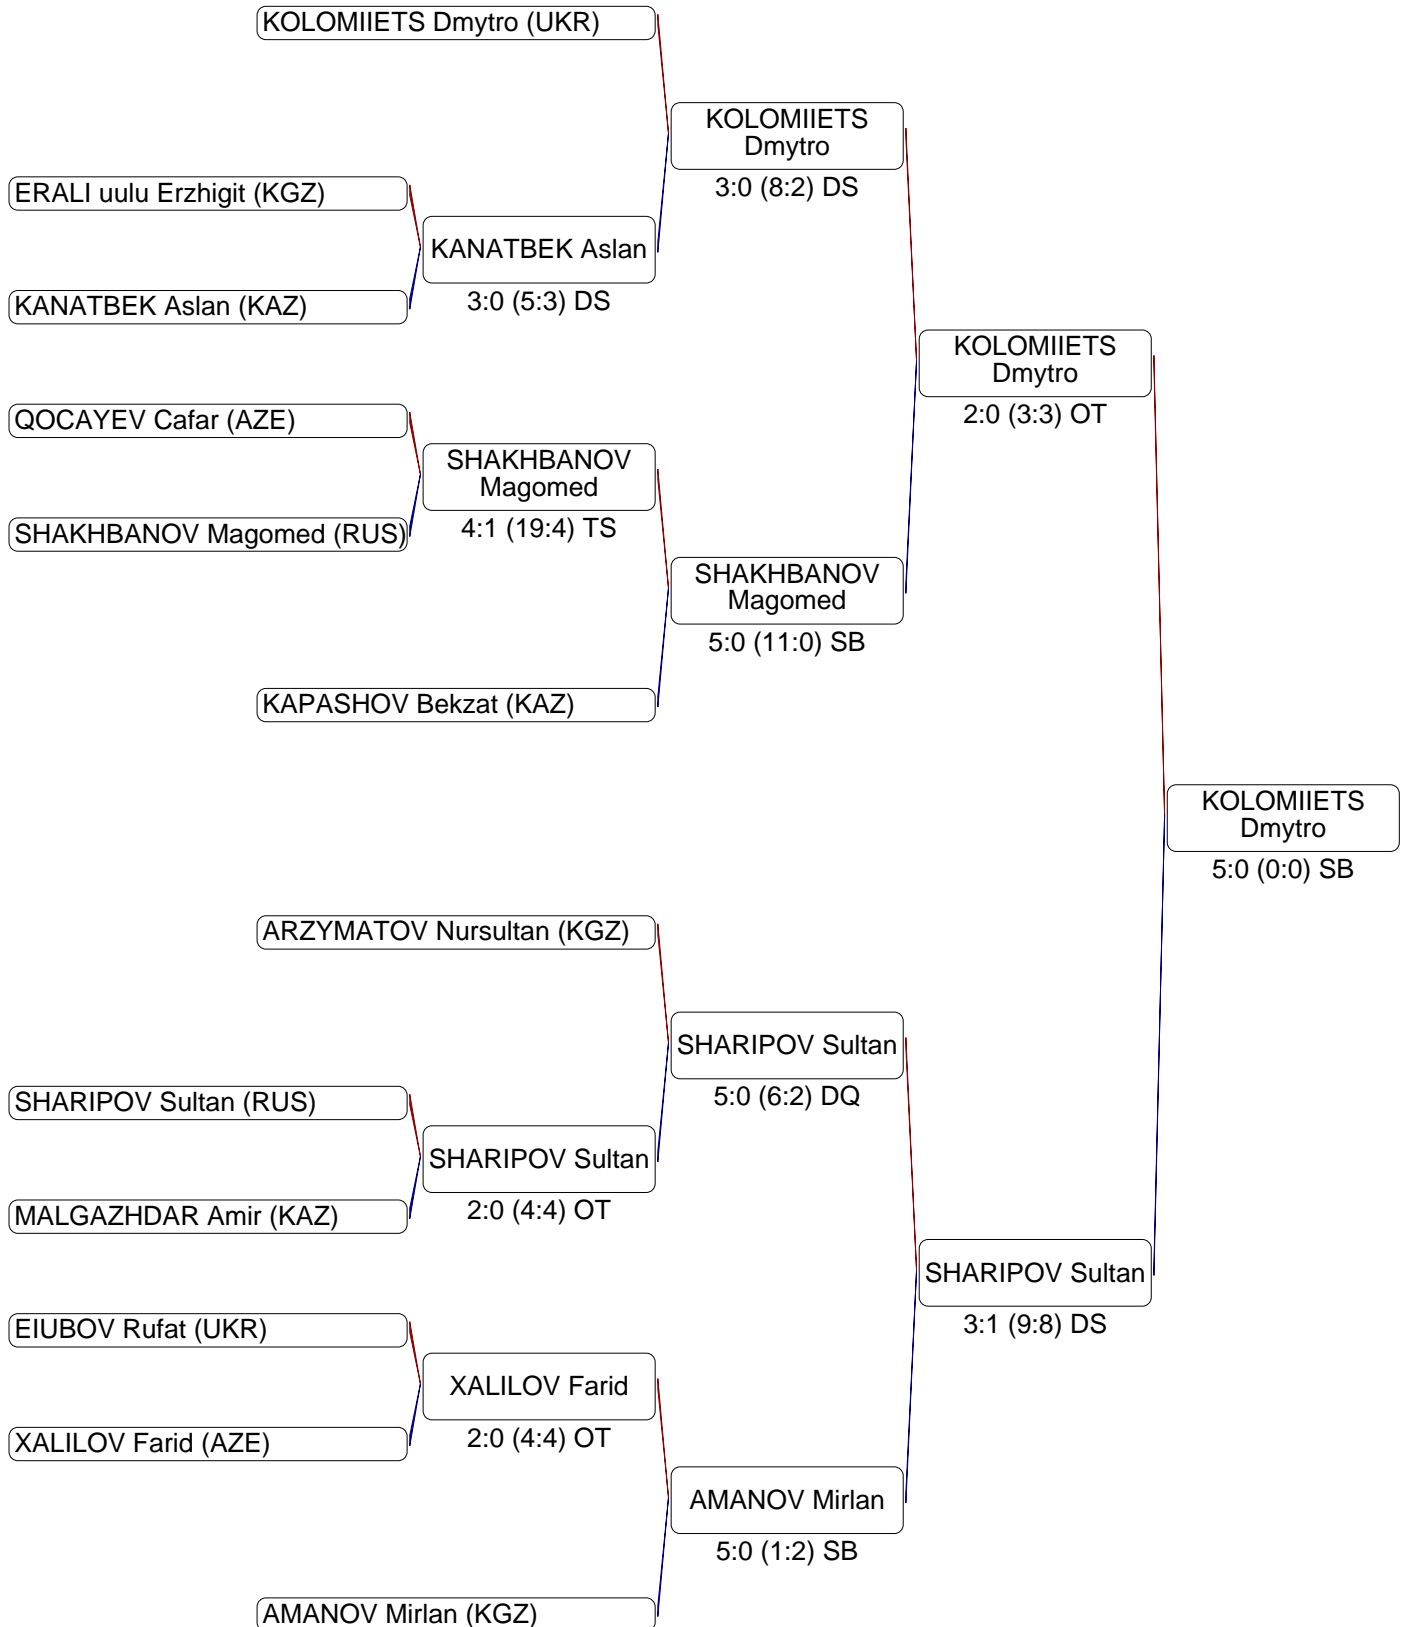 KOLOMIIETS Dmytro (UKR)
KOLOMIIETS
Dmytro
3:0 (8:2) DS
ERALI uulu Erzhigit (KGZ)
KANATBEK Aslan
3:0 (5:3) DS
KANATBEK Aslan (KAZ)
KOLOMIIETS
Dmytro
2:0 (3:3) OT
QOCAYEV Cafar (AZE)
SHAKHBANOV
Magomed
4:1 (19:4) TS
SHAKHBANOV Magomed (RUS)
SHAKHBANOV
Magomed
5:0 (11:0) SB
KAPASHOV Bekzat (KAZ)
KOLOMIIETS
Dmytro
5:0 (0:0) SB
ARZYMATOV Nursultan (KGZ)
SHARIPOV Sultan
5:0 (6:2) DQ
SHARIPOV Sultan (RUS)
SHARIPOV Sultan
2:0 (4:4) OT
MALGAZHDAR Amir (KAZ)
SHARIPOV Sultan
3:1 (9:8) DS
EIUBOV Rufat (UKR)
XALILOV Farid
2:0 (4:4) OT
XALILOV Farid (AZE)
AMANOV Mirlan
5:0 (1:2) SB
AMANOV Mirlan (KGZ)